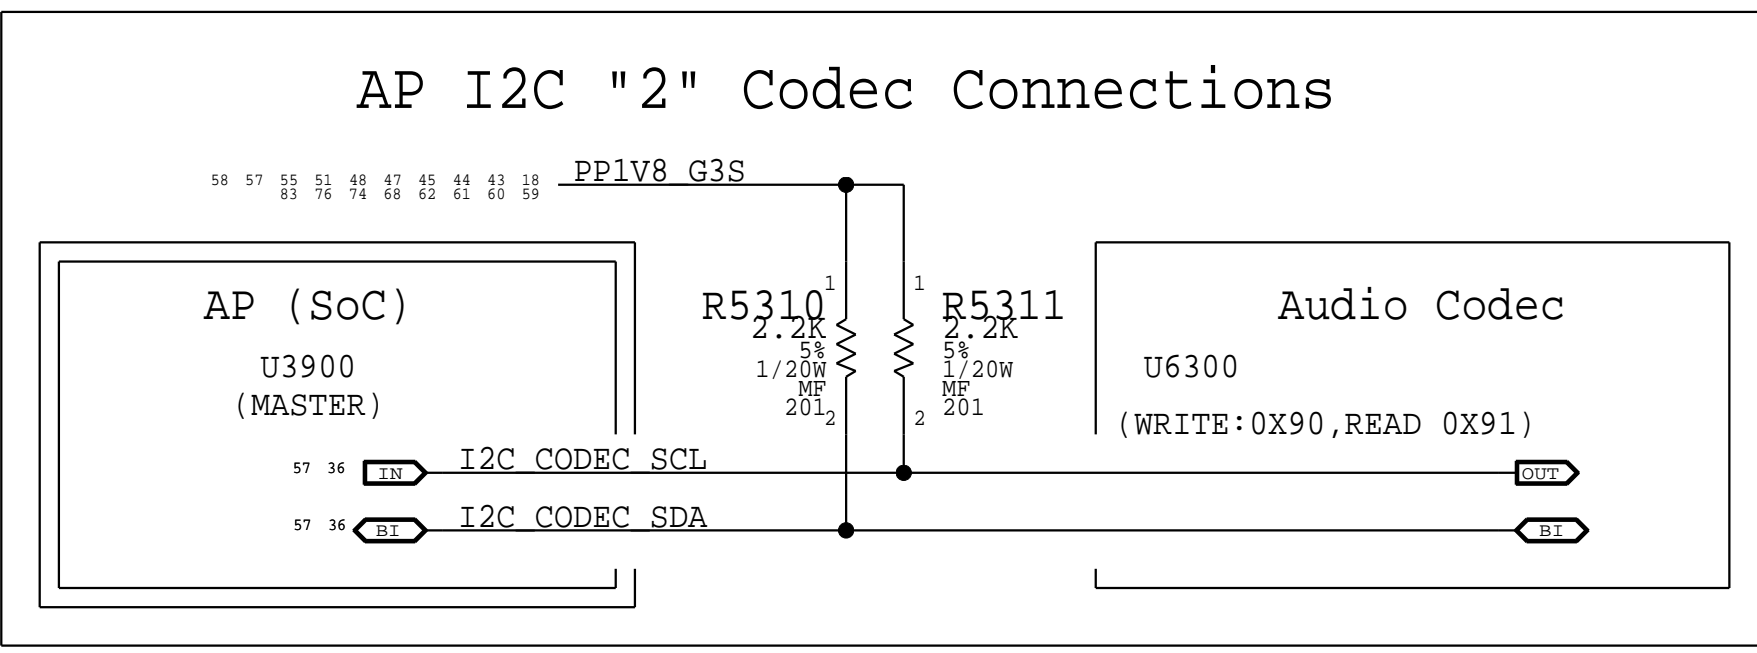 AP I2C "2" Codec Connections
PP1V8_G3S
58 57 55 51 48 47 45 44 43 18
83 76 74 68 62 61 60 59
AP (SoC)
U3900
(MASTER)
1
R5310
2.2K
5%
1/20W
MF
201
2
1
R5311
2.2K
5%
1/20W
MF
201
2
Audio Codec
U6300
(WRITE:0X90,READ 0X91)
57 36 IN I2C_CODEC_SCL OUT
57 36 BI I2C_CODEC_SDA BI